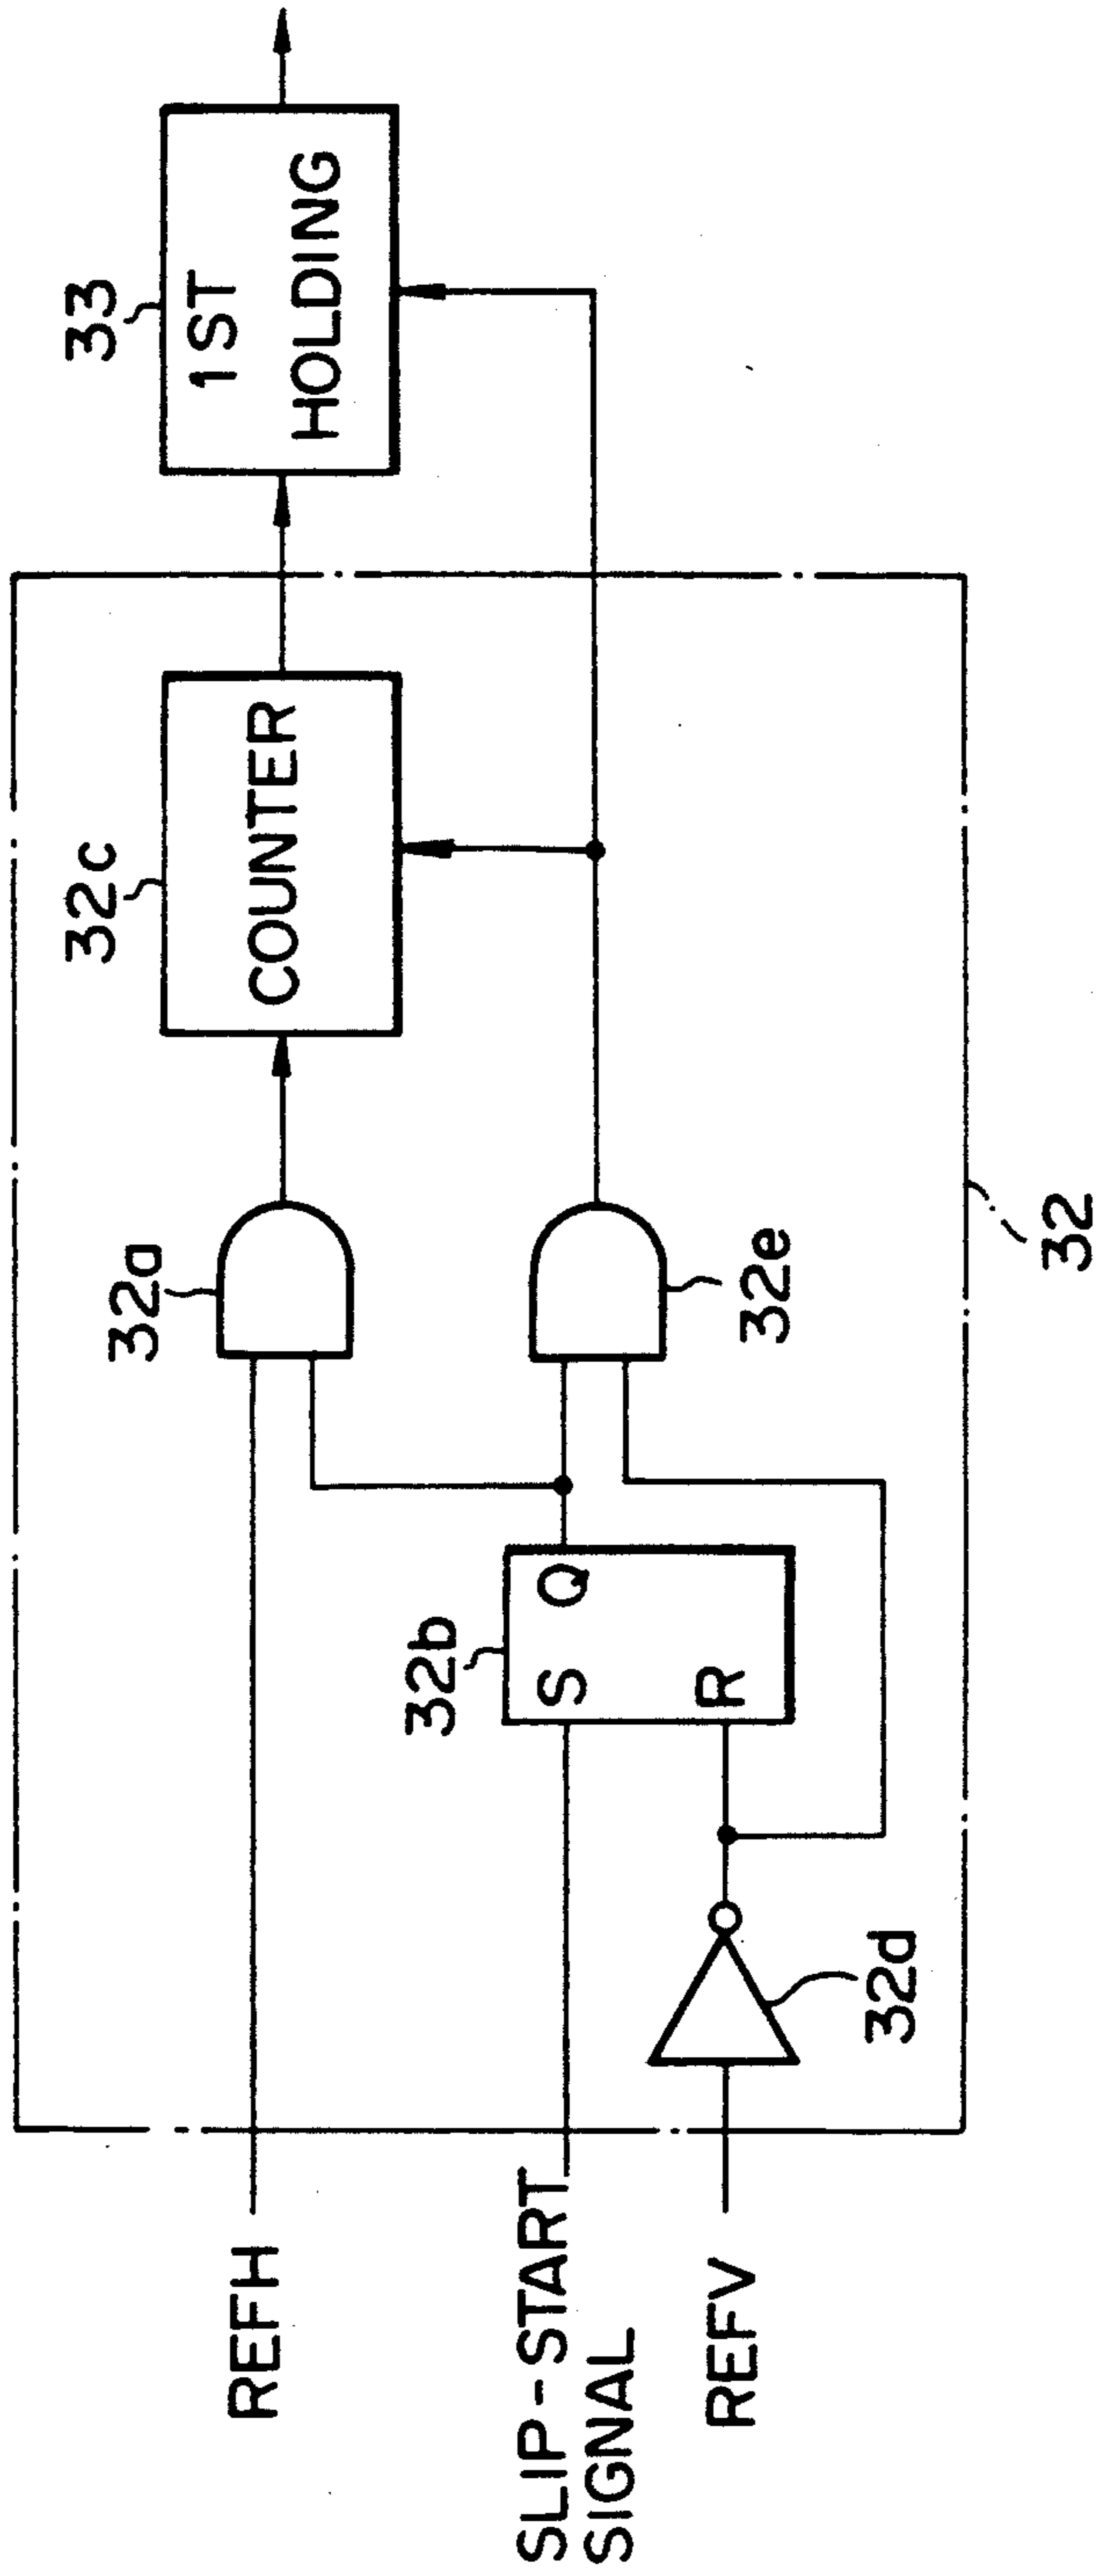 33
1ST
HOLDING
32c
COUNTER
32a
32e
32
32b
S
Q
R
32d
REFH
SLIP-START
SIGNAL
REFV